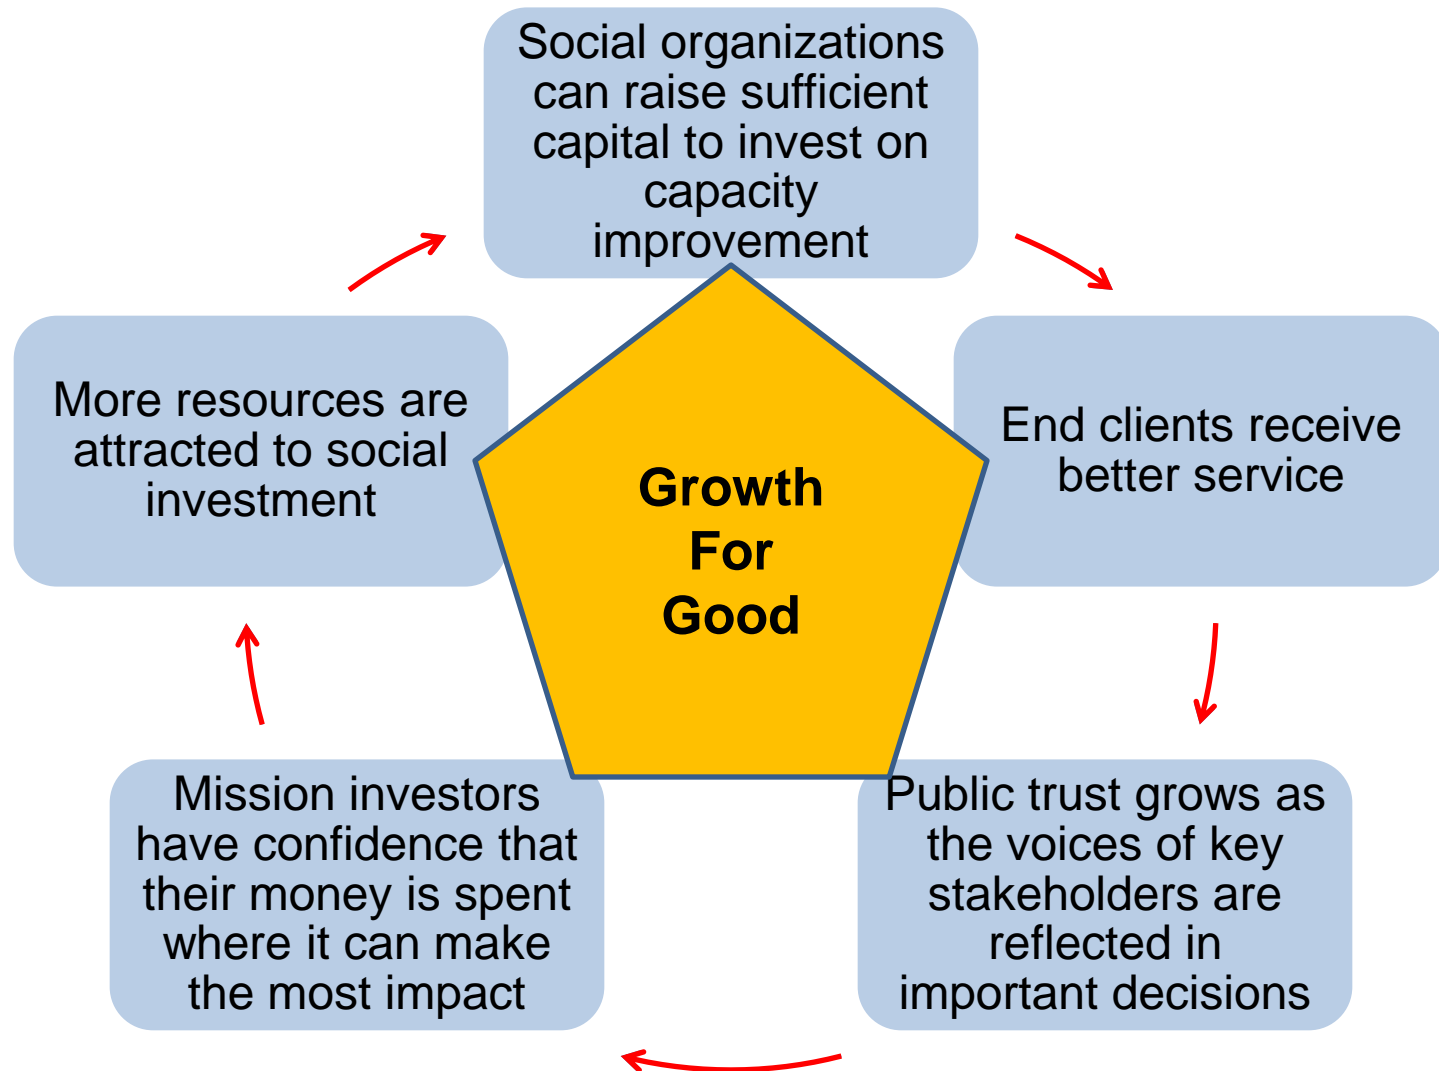 Social organizations
can raise sufficient
capital to invest on
capacity
improvement
End clients receive
better service
Public trust grows as
the voices of key
stakeholders are
reflected in
important decisions
Mission investors
have confidence that
their money is spent
where it can make
the most impact
More resources are
attracted to social
investment
Growth
For
Good